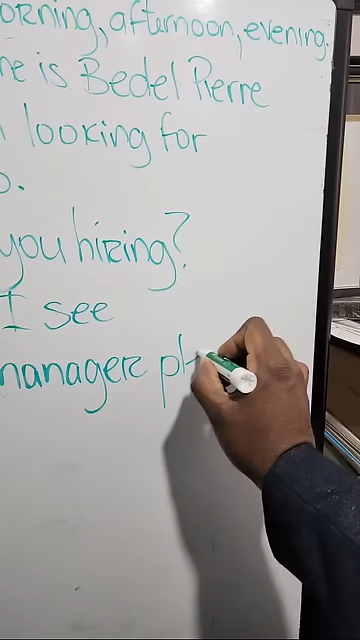 orning, afternoon, evening.
ne is Bedel Pierre
looking for
o.
you hiring?
I see
manager pl